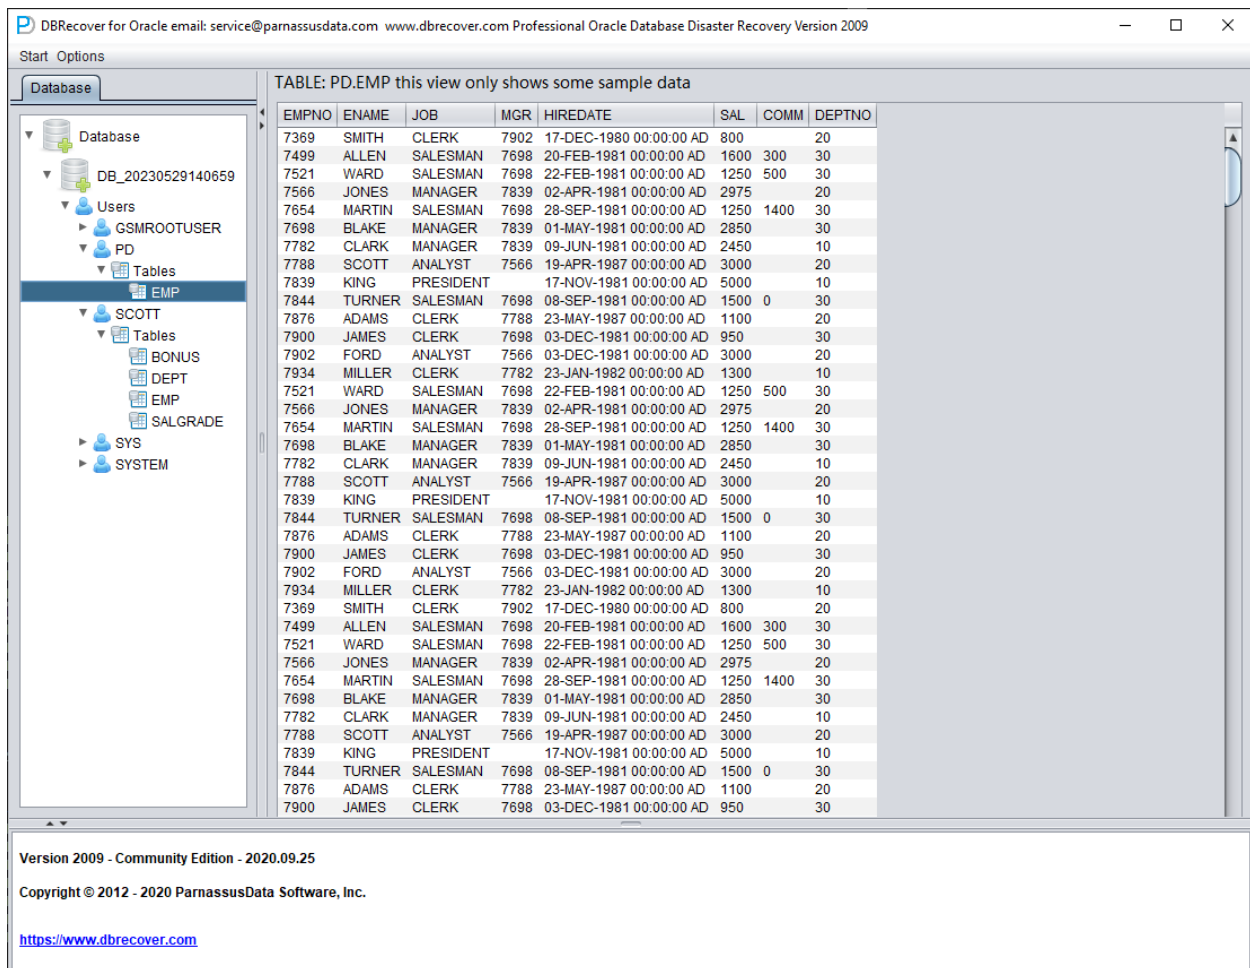 DBRecover for Oracle email: service@parnassusdata.com www.dbrecover.com Professional Oracle Database Disaster Recovery Version 2009
Start Options
Database
Database
DB_20230529140659
Users
GSMROOTUSER
PD
Tables
EMP
SCOTT
Tables
BONUS
DEPT
EMP
SALGRADE
SYS
SYSTEM
TABLE: PD.EMP this view only shows some sample data
EMPNO ENAME JOB MGR HIREDATE SAL COMM DEPTNO
7369 SMITH CLERK 7902 17-DEC-1980 00:00:00 AD 800 20
7499 ALLEN SALESMAN 7698 20-FEB-1981 00:00:00 AD 1600 300 30
7521 WARD SALESMAN 7698 22-FEB-1981 00:00:00 AD 1250 500 30
7566 JONES MANAGER 7839 02-APR-1981 00:00:00 AD 2975 20
7654 MARTIN SALESMAN 7698 28-SEP-1981 00:00:00 AD 1250 1400 30
7698 BLAKE MANAGER 7839 01-MAY-1981 00:00:00 AD 2850 30
7782 CLARK MANAGER 7839 09-JUN-1981 00:00:00 AD 2450 10
7788 SCOTT ANALYST 7566 19-APR-1987 00:00:00 AD 3000 20
7839 KING PRESIDENT 17-NOV-1981 00:00:00 AD 5000 10
7844 TURNER SALESMAN 7698 08-SEP-1981 00:00:00 AD 1500 0 30
7876 ADAMS CLERK 7788 23-MAY-1987 00:00:00 AD 1100 20
7900 JAMES CLERK 7698 03-DEC-1981 00:00:00 AD 950 30
7902 FORD ANALYST 7566 03-DEC-1981 00:00:00 AD 3000 20
7934 MILLER CLERK 7782 23-JAN-1982 00:00:00 AD 1300 10
7521 WARD SALESMAN 7698 22-FEB-1981 00:00:00 AD 1250 500 30
7566 JONES MANAGER 7839 02-APR-1981 00:00:00 AD 2975 20
7654 MARTIN SALESMAN 7698 28-SEP-1981 00:00:00 AD 1250 1400 30
7698 BLAKE MANAGER 7839 01-MAY-1981 00:00:00 AD 2850 30
7782 CLARK MANAGER 7839 09-JUN-1981 00:00:00 AD 2450 10
7788 SCOTT ANALYST 7566 19-APR-1987 00:00:00 AD 3000 20
7839 KING PRESIDENT 17-NOV-1981 00:00:00 AD 5000 10
7844 TURNER SALESMAN 7698 08-SEP-1981 00:00:00 AD 1500 0 30
7876 ADAMS CLERK 7788 23-MAY-1987 00:00:00 AD 1100 20
7900 JAMES CLERK 7698 03-DEC-1981 00:00:00 AD 950 30
7902 FORD ANALYST 7566 03-DEC-1981 00:00:00 AD 3000 20
7934 MILLER CLERK 7782 23-JAN-1982 00:00:00 AD 1300 10
7369 SMITH CLERK 7902 17-DEC-1980 00:00:00 AD 800 20
7499 ALLEN SALESMAN 7698 20-FEB-1981 00:00:00 AD 1600 300 30
7521 WARD SALESMAN 7698 22-FEB-1981 00:00:00 AD 1250 500 30
7566 JONES MANAGER 7839 02-APR-1981 00:00:00 AD 2975 20
7654 MARTIN SALESMAN 7698 28-SEP-1981 00:00:00 AD 1250 1400 30
7698 BLAKE MANAGER 7839 01-MAY-1981 00:00:00 AD 2850 30
7782 CLARK MANAGER 7839 09-JUN-1981 00:00:00 AD 2450 10
7788 SCOTT ANALYST 7566 19-APR-1987 00:00:00 AD 3000 20
7839 KING PRESIDENT 17-NOV-1981 00:00:00 AD 5000 10
7844 TURNER SALESMAN 7698 08-SEP-1981 00:00:00 AD 1500 0 30
7876 ADAMS CLERK 7788 23-MAY-1987 00:00:00 AD 1100 20
7900 JAMES CLERK 7698 03-DEC-1981 00:00:00 AD 950 30
Version 2009 - Community Edition - 2020.09.25
Copyright © 2012 - 2020 ParnassusData Software, Inc.
https://www.dbrecover.com